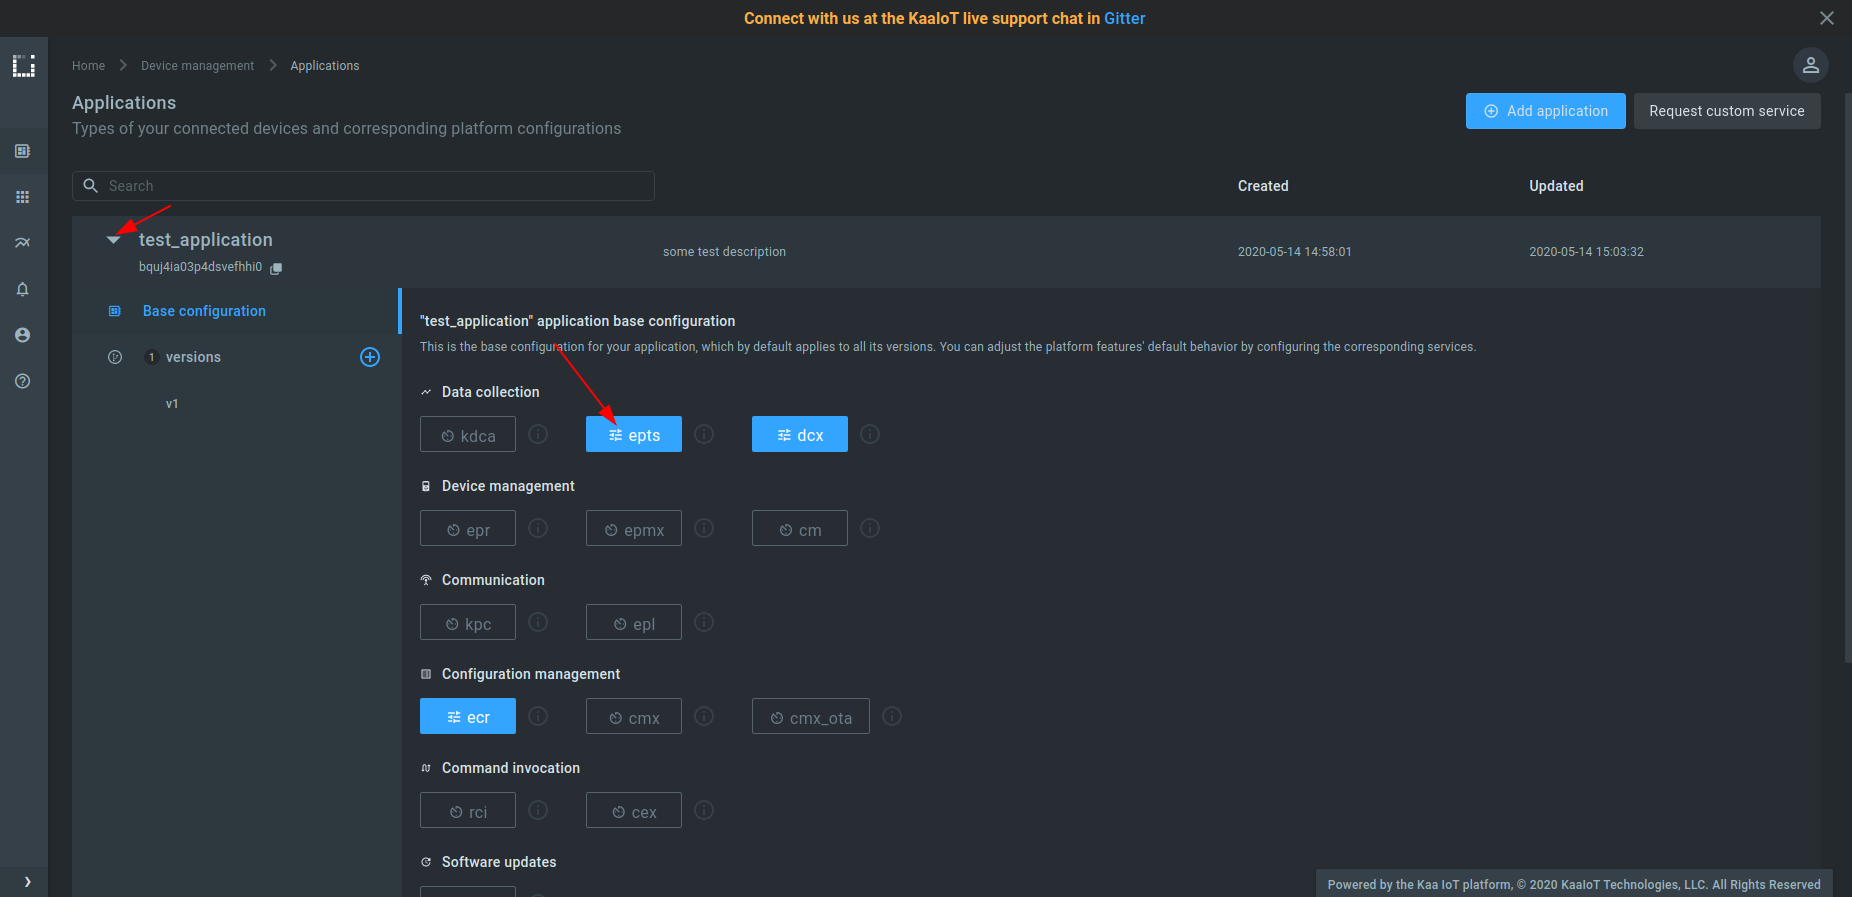 Connect with us at the KaaIoT live support chat in Gitter
Home Device management Applications
Applications
Types of your connected devices and corresponding platform configurations
Add application Request custom service
Search Created Updated
test_application
some test description 2020-05-14 14:58:01 2020-05-14 15:03:32
bquj4ia03p4dsvefhhi0
Base configuration
1 versions
v1
"test_application" application base configuration
This is the base configuration for your application, which by default applies to all its versions. You can adjust the platform features' default behavior by configuring the corresponding services.
Data collection
kdca epts dcx
Device management
epr epmx cm
Communication
kpc epl
Configuration management
ecr cmx cmx_ota
Command invocation
rci cex
Software updates
Powered by the Kaa IoT platform, © 2020 KaaIoT Technologies, LLC. All Rights Reserved